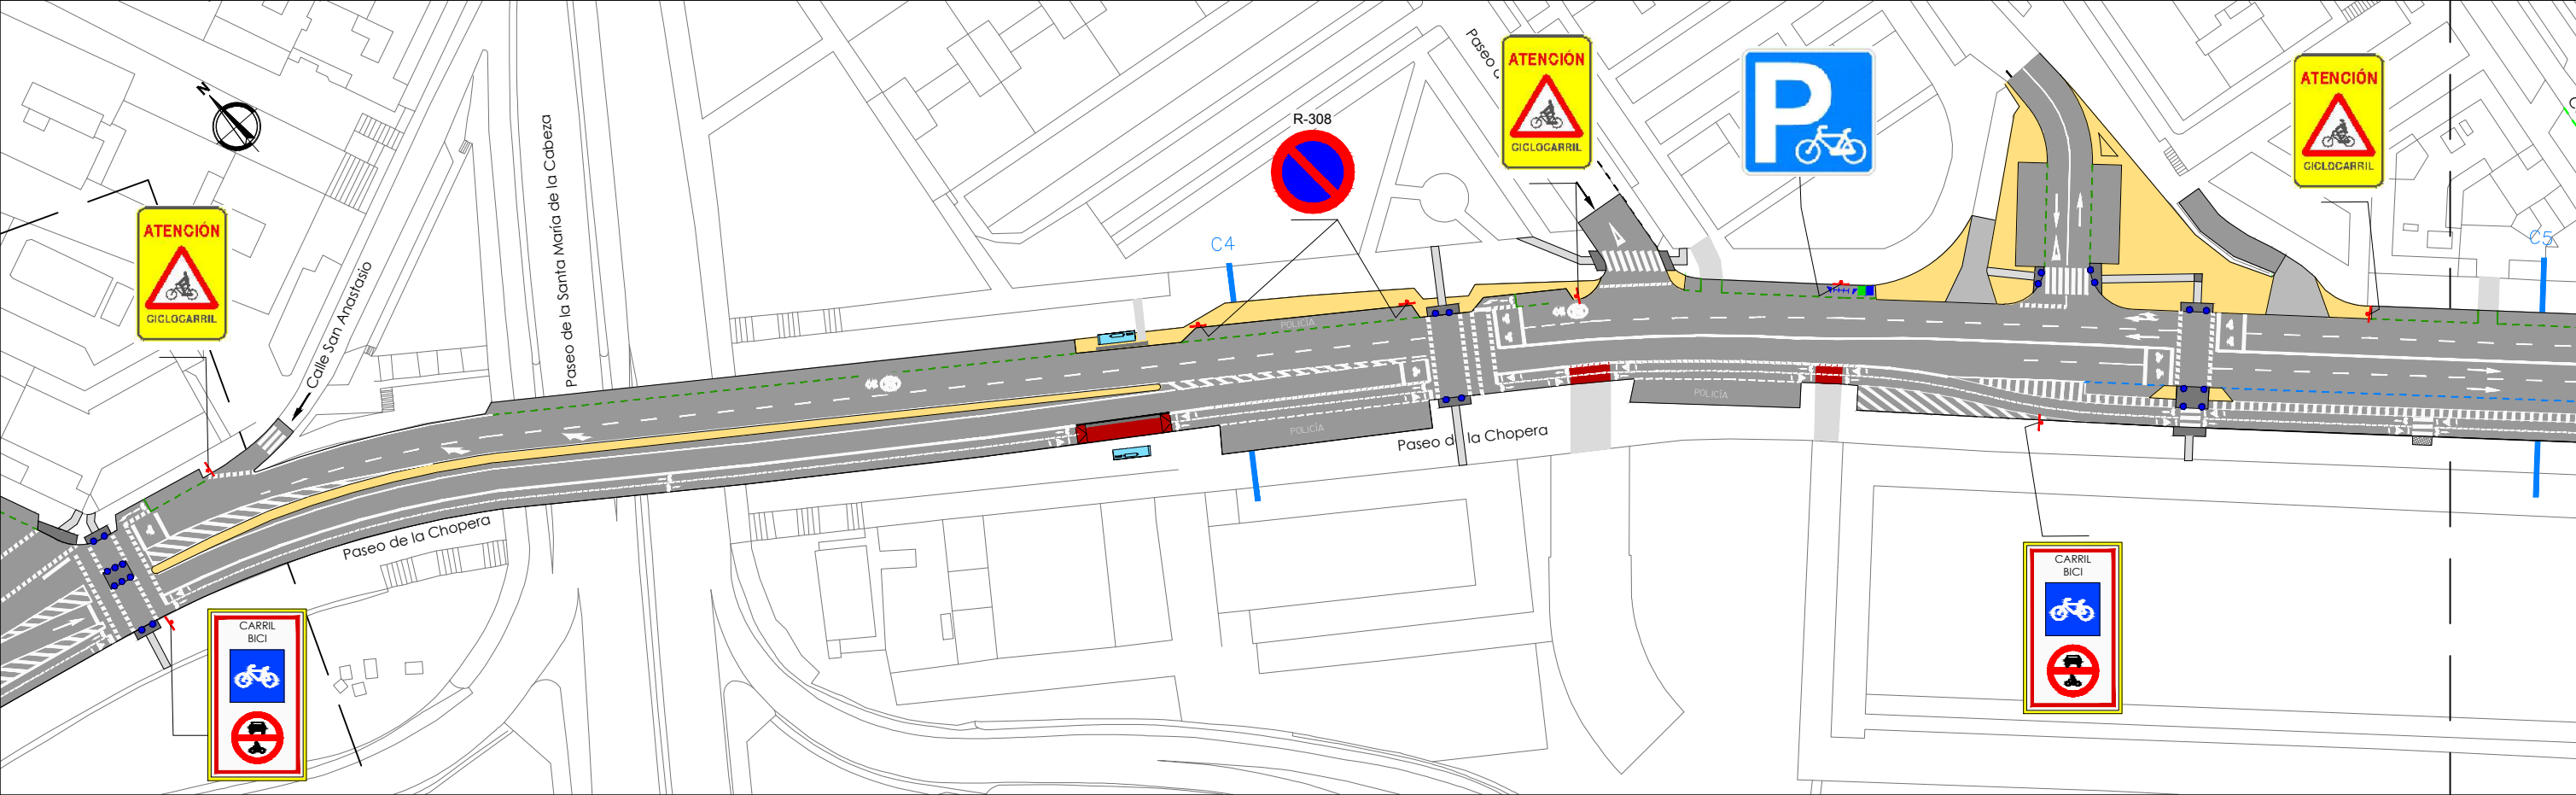 N
ATENCIÓN
CICLOCARRIL
Calle San Anastasio
Paseo de la Santa María de la Cabeza
C4
R-308
Paseo d
ATENCIÓN
CICLOCARRIL
P
ATENCIÓN
CICLOCARRIL
C5
POLICÍA
POLICÍA
POLICÍA
Paseo de la Chopera
Paseo de la Chopera
CARRIL
BICI
CARRIL
BICI